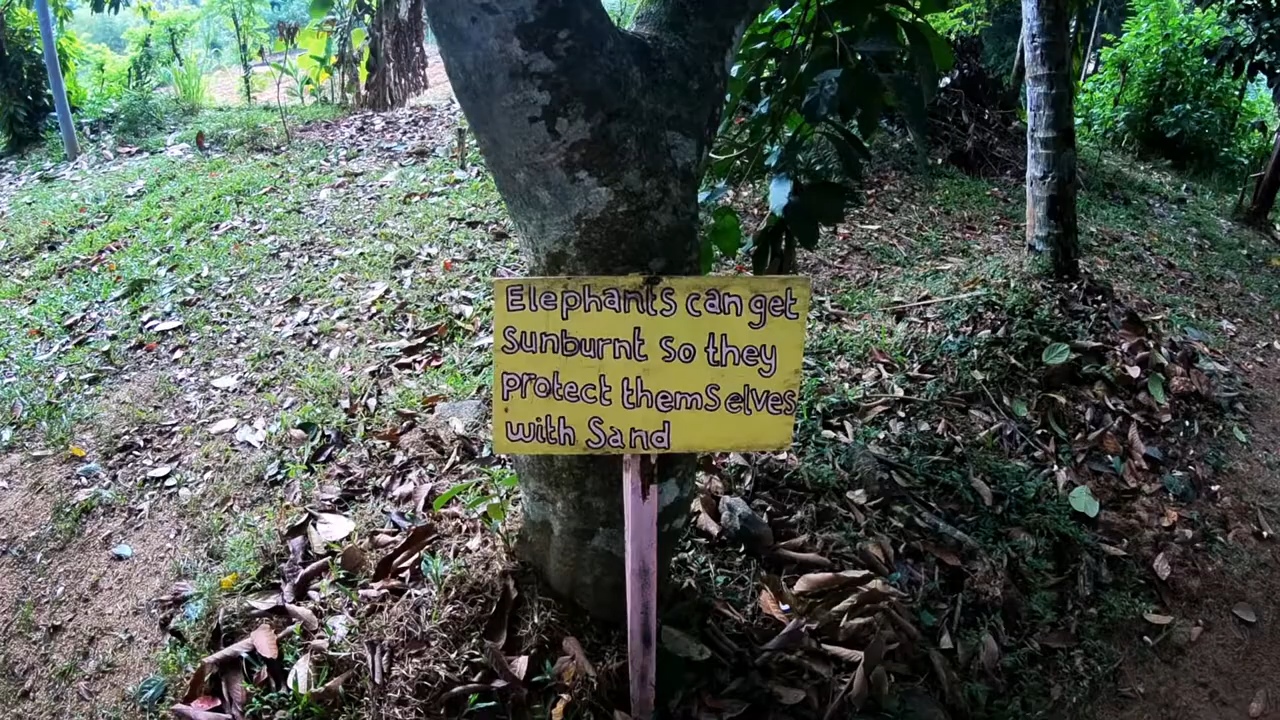 Elephants can get
Sunburnt So they
protect themSelves
with Sand